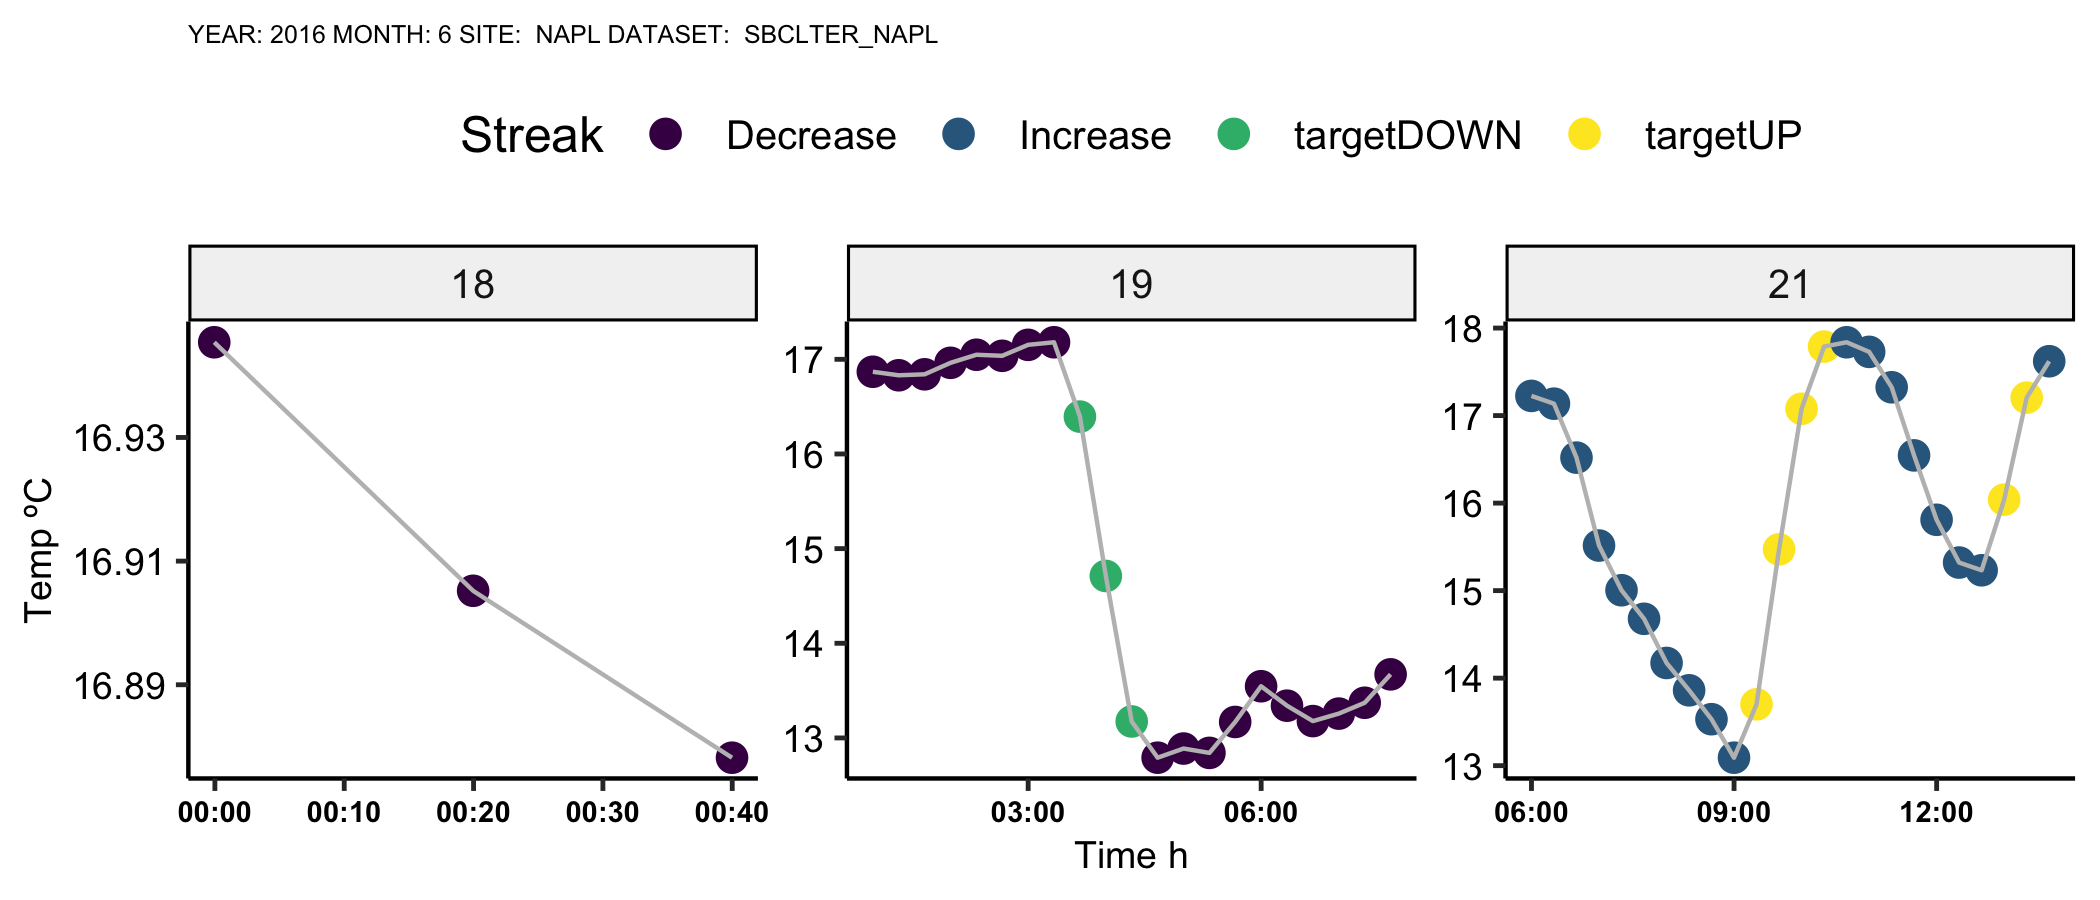 YEAR: 2016 MONTH: 6 SITE:  NAPL DATASET:  SBCLTER_NAPL
Streak Decrease Increase targetDOWN targetUP
18 19 21
Temp ºC
16.93
16.91
16.89
00:00 00:10 00:20 00:30 00:40
17
16
15
14
13
03:00 06:00
18
17
16
15
14
13
06:00 09:00 12:00
Time h